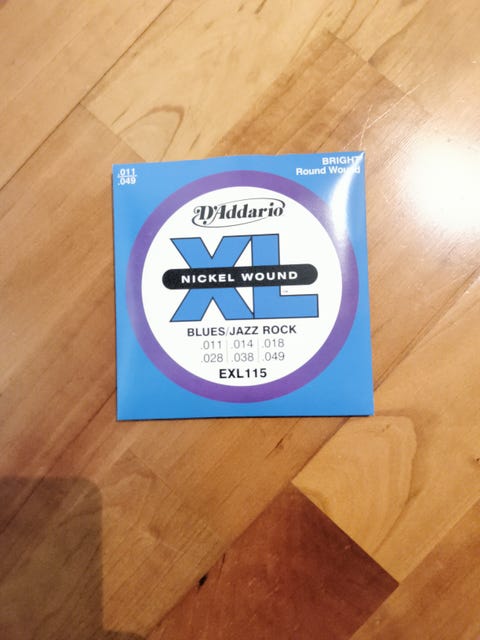 .011
.049
BRIGHT
Round Wound
D'Addario
XL
NICKEL WOUND
BLUES/JAZZ ROCK
.011 .014 .018
.028 .038 .049
EXL115